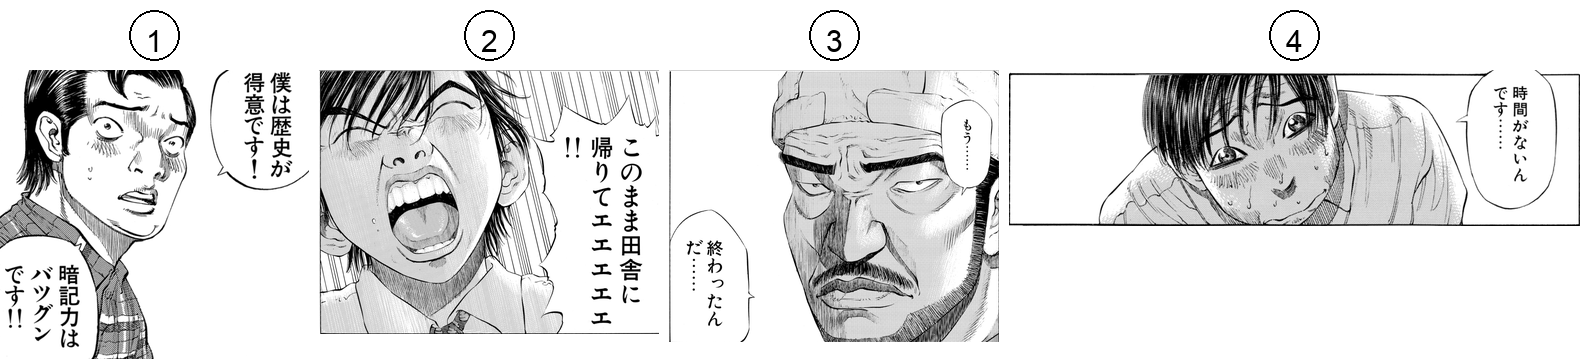 1
僕は歴史が
得意です!
暗記力は
バツグン
です!!
2
このまま田舎に
帰りてエエエエエ
!!
3
もう……
終わったん
だ……
4
時間がないん
です……